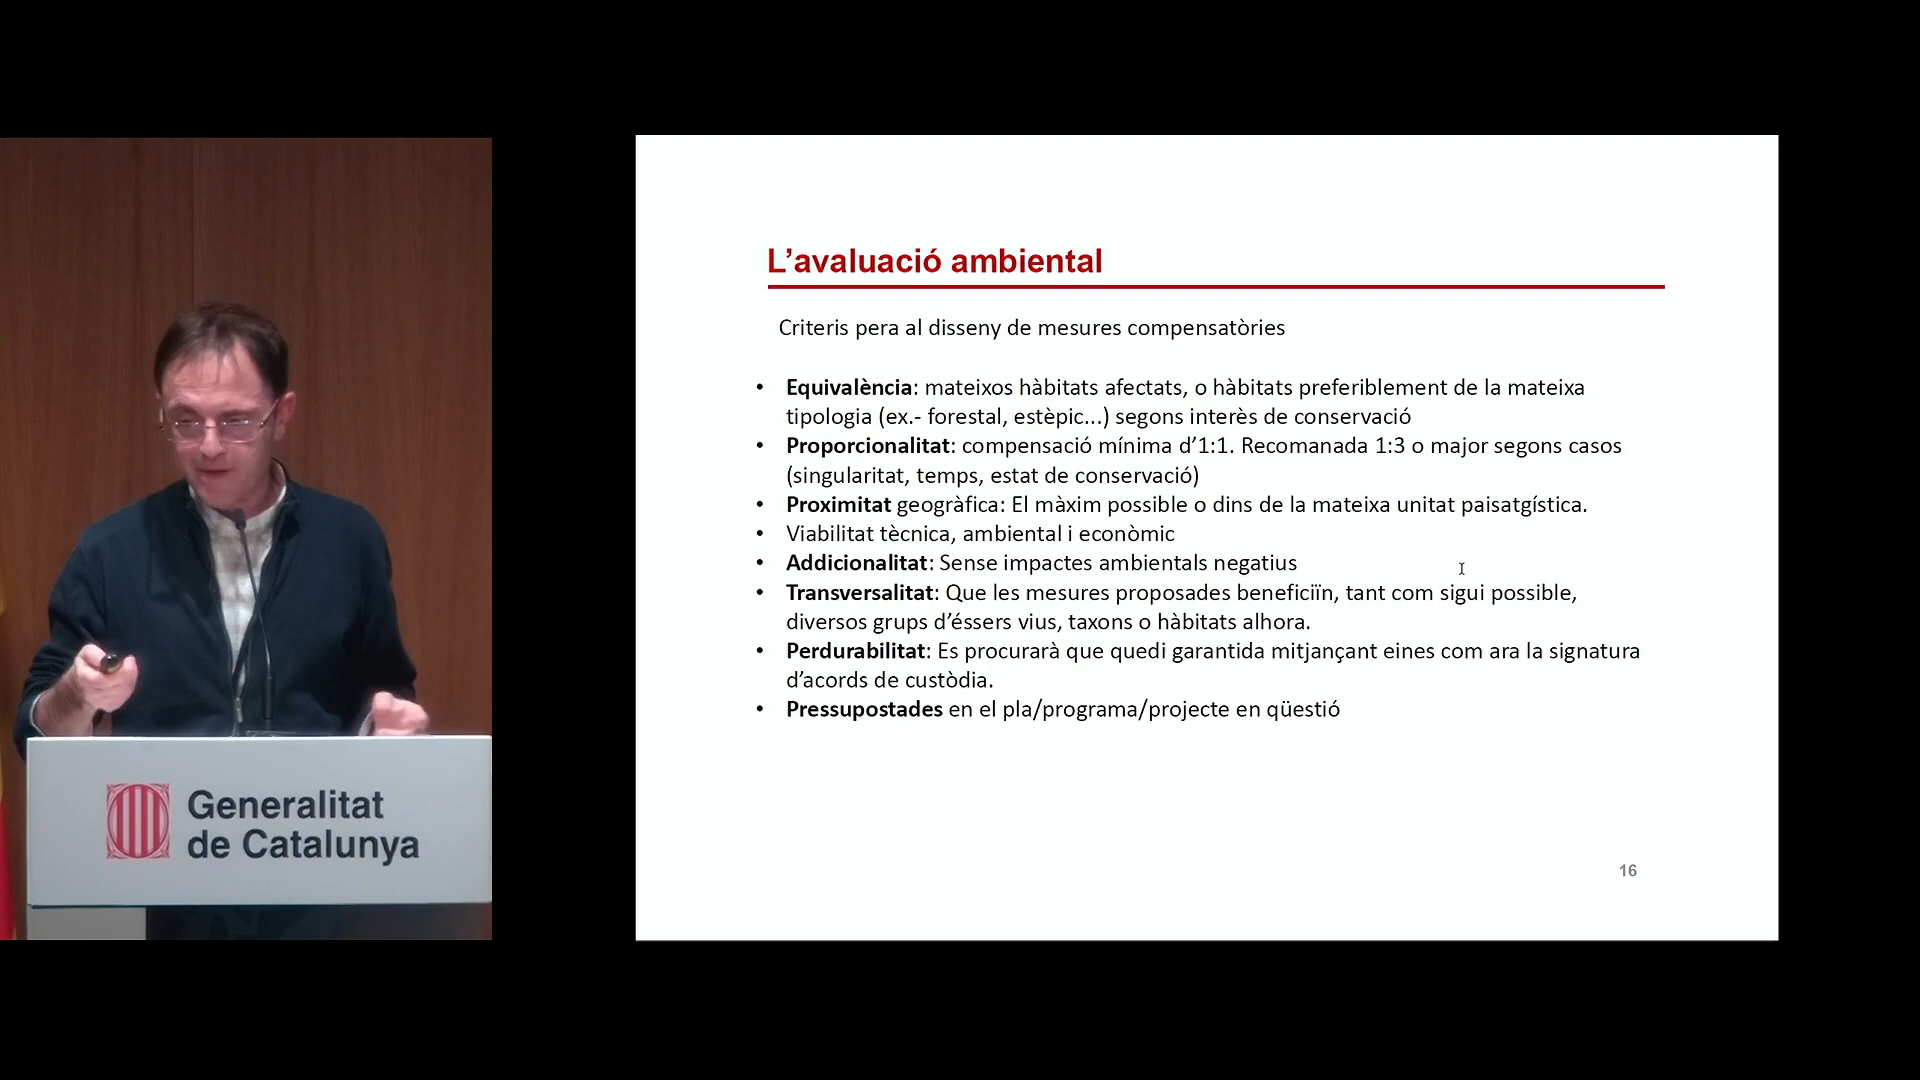 L'avaluació ambiental
Criteris pera al disseny de mesures compensatòries
• Equivalència: mateixos hàbitats afectats, o hàbitats preferiblement de la mateixa
tipologia (ex.- forestal, estèpic...) segons interès de conservació
• Proporcionalitat: compensació mínima d'1:1. Recomanada 1:3 o major segons casos
(singularitat, temps, estat de conservació)
• Proximitat geogràfica: El màxim possible o dins de la mateixa unitat paisatgística.
• Viabilitat tècnica, ambiental i econòmic
• Addicionalitat: Sense impactes ambientals negatius
• Transversalitat: Que les mesures proposades beneficiïn, tant com sigui possible,
diversos grups d'éssers vius, taxons o hàbitats alhora.
• Perdurabilitat: Es procurarà que quedi garantida mitjançant eines com ara la signatura
d'acords de custòdia.
• Pressupostades en el pla/programa/projecte en qüestió
16
Generalitat
de Catalunya